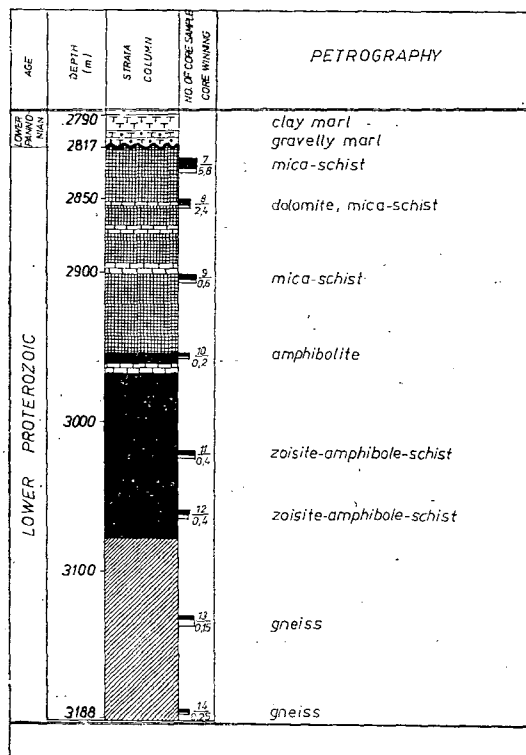 AGE
DEPTH
(m)
STRATA
COLUMN
NO. OF CORE SAMPLE
CORE WINNING
PETROGRAPHY
LOWER
PANNO-
NIAN
2790
clay marl
gravelly marl
2817
7
5,8
mica-schist
2850
8
2,4
dolomite, mica-schist
2900
9
0,6
mica-schist
10
0,2
amphibolite
LOWER PROTEROZOIC
3000
11
0,4
zoisite-amphibole-schist
12
0,4
zoisite-amphibole-schist
3100
13
0,15
gneiss
3188
14
0,25
gneiss